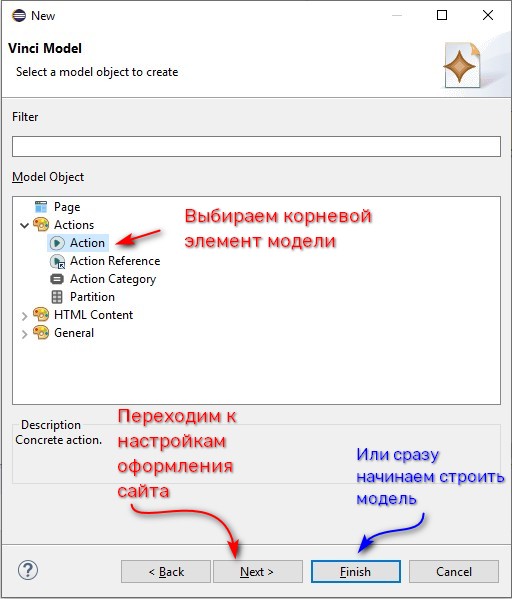 New
Vinci Model
Select a model object to create
Filter
Model Object
Page
Actions
Action
Action Reference
Action Category
Partition
HTML Content
General
Выбираем корневой
элемент модели
Description
Concrete action.
Переходим к
настройкам
оформления
сайта
Или сразу
начинаем строить
модель
?
< Back
Next >
Finish
Cancel